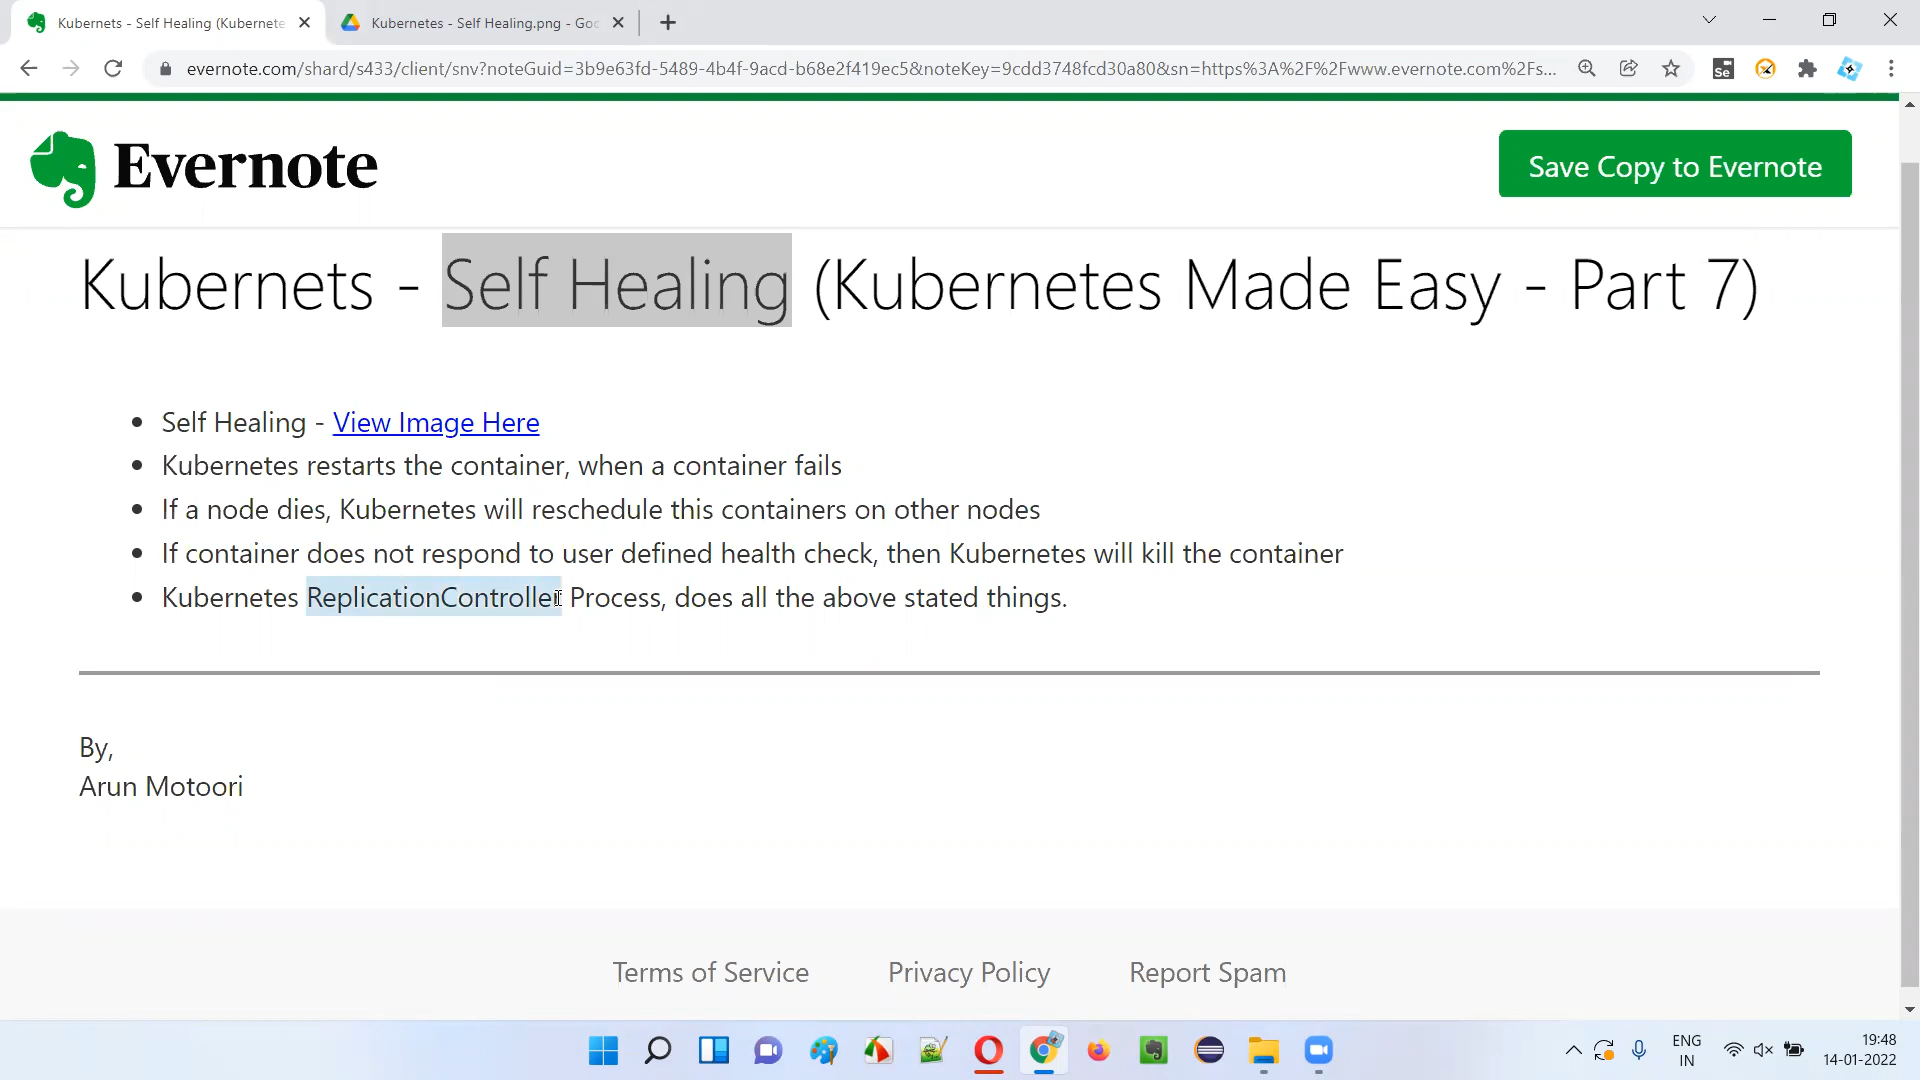 Kubernets - Self Healing (Kubernete
Kubernetes - Self Healing.png - Goo
evernote.com/shard/s433/client/snv?noteGuid=3b9e63fd-5489-4b4f-9acd-b68e2f419ec5&noteKey=9cdd3748fcd30a80&sn=https%3A%2F%2Fwww.evernote.com%2Fs...
Se
Evernote
Save Copy to Evernote
Kubernets - Self Healing (Kubernetes Made Easy - Part 7)
• Self Healing - View Image Here
• Kubernetes restarts the container, when a container fails
• If a node dies, Kubernetes will reschedule this containers on other nodes
• If container does not respond to user defined health check, then Kubernetes will kill the container
• Kubernetes ReplicationController Process, does all the above stated things.
By,
Arun Motoori
Terms of Service Privacy Policy Report Spam
ENG
IN
19:48
14-01-2022